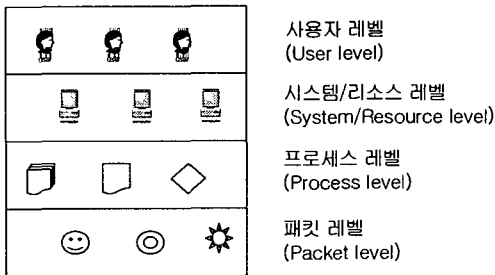 사용자 레벨
(User level)
시스템/리소스 레벨
(System/Resource level)
프로세스 레벨
(Process level)
패킷 레벨
(Packet level)